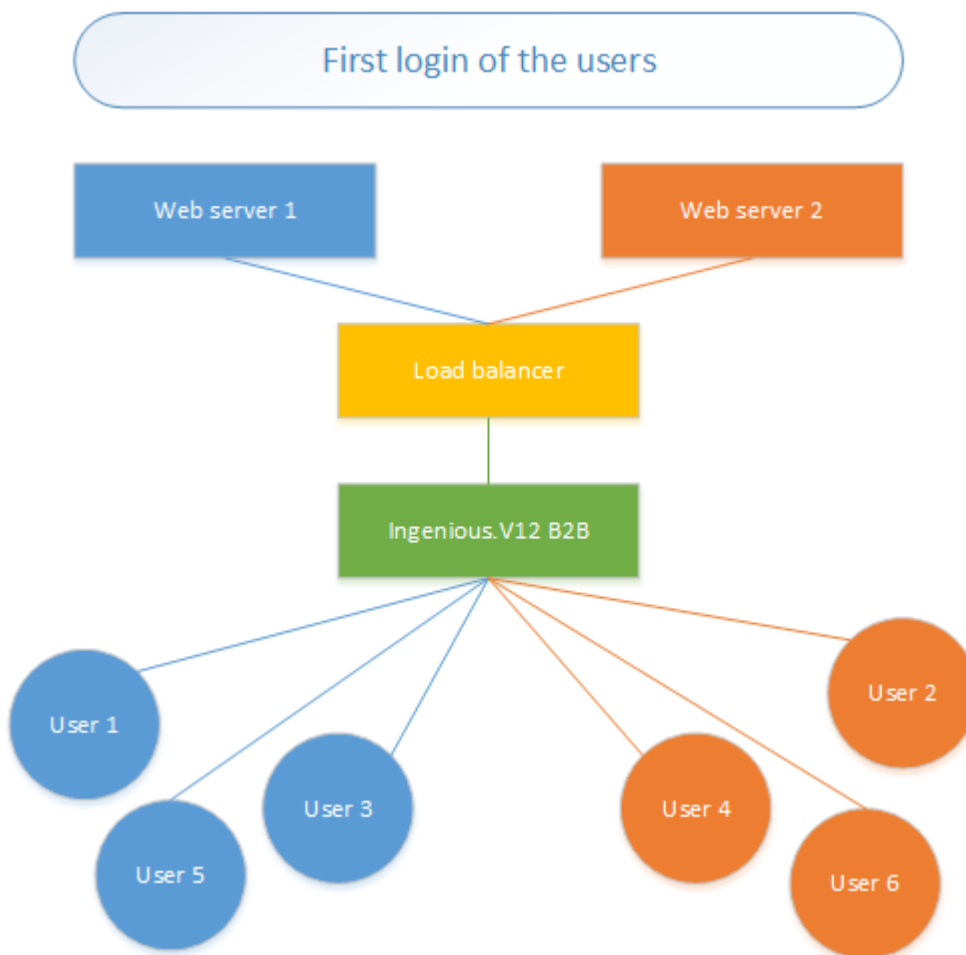 First login of the users
Web server 1
Web server 2
Load balancer
Ingenious.V12 B2B
User 1
User 2
User 3
User 4
User 5
User 6